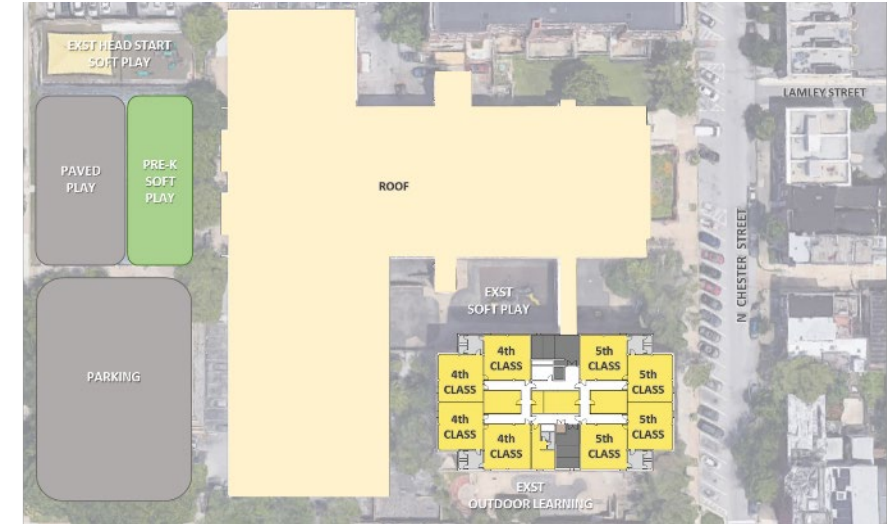 EXST HEAD START
SOFT PLAY
LAMLEY STREET
PAVED
PLAY
PRE-K
SOFT
PLAY
ROOF
N CHESTER STREET
EXST
SOFT PLAY
PARKING
4th
CLASS
5th
CLASS
4th
CLASS
5th
CLASS
4th
CLASS
5th
CLASS
4th
CLASS
5th
CLASS
EXST
OUTDOOR LEARNING